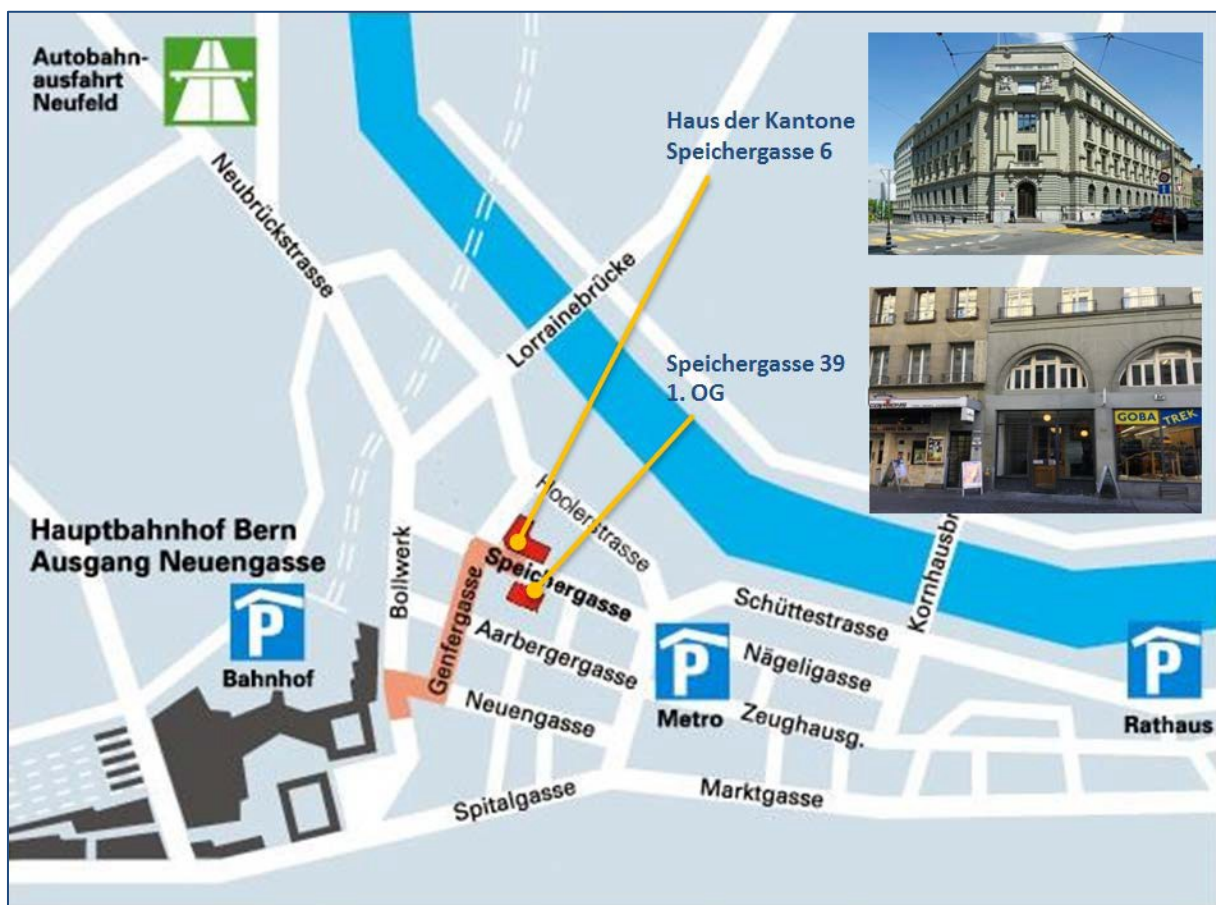 Autobahn-
ausfahrt
Neufeld
Haus der Kantone
Speichergasse 6
Neubrückstrasse
Lorrainebrücke
Speichergasse 39
1. OG
GOBA TREK
Hauptbahnhof Bern
Ausgang Neuengasse
P
Bahnhof
Bollwerk
Genfergasse
Speichergasse
Aarbergergasse
Neuengasse
Spitalgasse
P
Metro
Schüttestrasse
Nägeligasse
Zeughausg.
Marktgasse
Kornhausbr
P
Rathaus